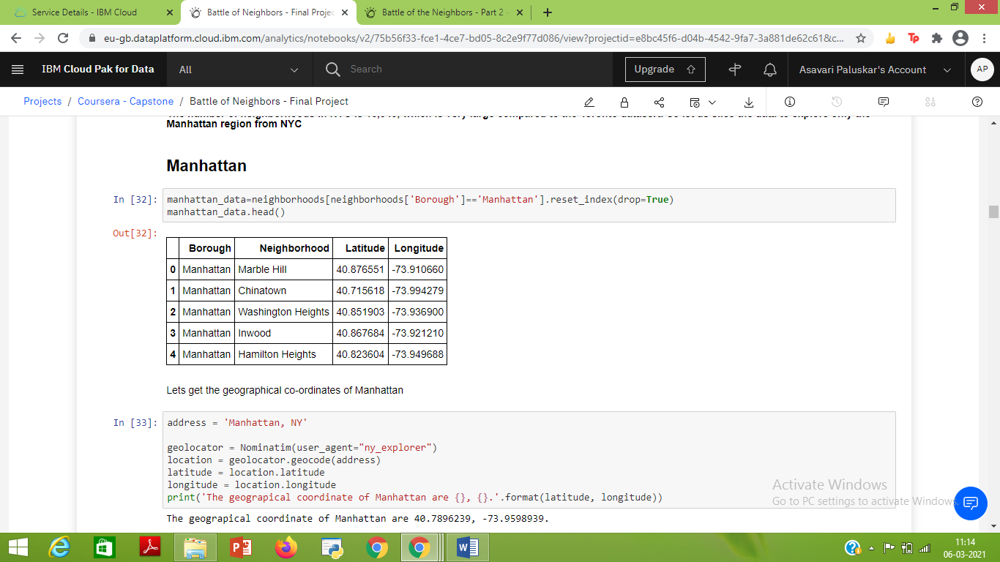 Service Details - IBM Cloud
Battle of Neighbors - Final Projec
Battle of the Neighbors - Part 2 -
eu-gb.dataplatform.cloud.ibm.com/analytics/notebooks/v2/75b56f33-fce1-4ce7-bd05-8c2e9f77d086/view?projectid=e8bc45f6-d04b-4542-9fa7-3a881de62c61&c...
IBM Cloud Pak for Data
All
Search
Upgrade
Asavari Paluskar's Account
AP
Projects / Coursera - Capstone / Battle of Neighbors - Final Project
Manhattan region from NYC
Manhattan
In [32]: manhattan_data=neighborhoods[neighborhoods['Borough']=='Manhattan'].reset_index(drop=True)
manhattan_data.head()
Out[32]:
Borough Neighborhood Latitude Longitude
0 Manhattan Marble Hill 40.876551 -73.910660
1 Manhattan Chinatown 40.715618 -73.994279
2 Manhattan Washington Heights 40.851903 -73.936900
3 Manhattan Inwood 40.867684 -73.921210
4 Manhattan Hamilton Heights 40.823604 -73.949688
Lets get the geographical co-ordinates of Manhattan
In [33]: address = 'Manhattan, NY'
geolocator = Nominatim(user_agent="ny_explorer")
location = geolocator.geocode(address)
latitude = location.latitude
longitude = location.longitude
print('The geograpical coordinate of Manhattan are {}, {}.'.format(latitude, longitude))
The geograpical coordinate of Manhattan are 40.7896239, -73.9598939.
Activate Windows
Go to PC settings to activate Windows.
11:14
06-03-2021